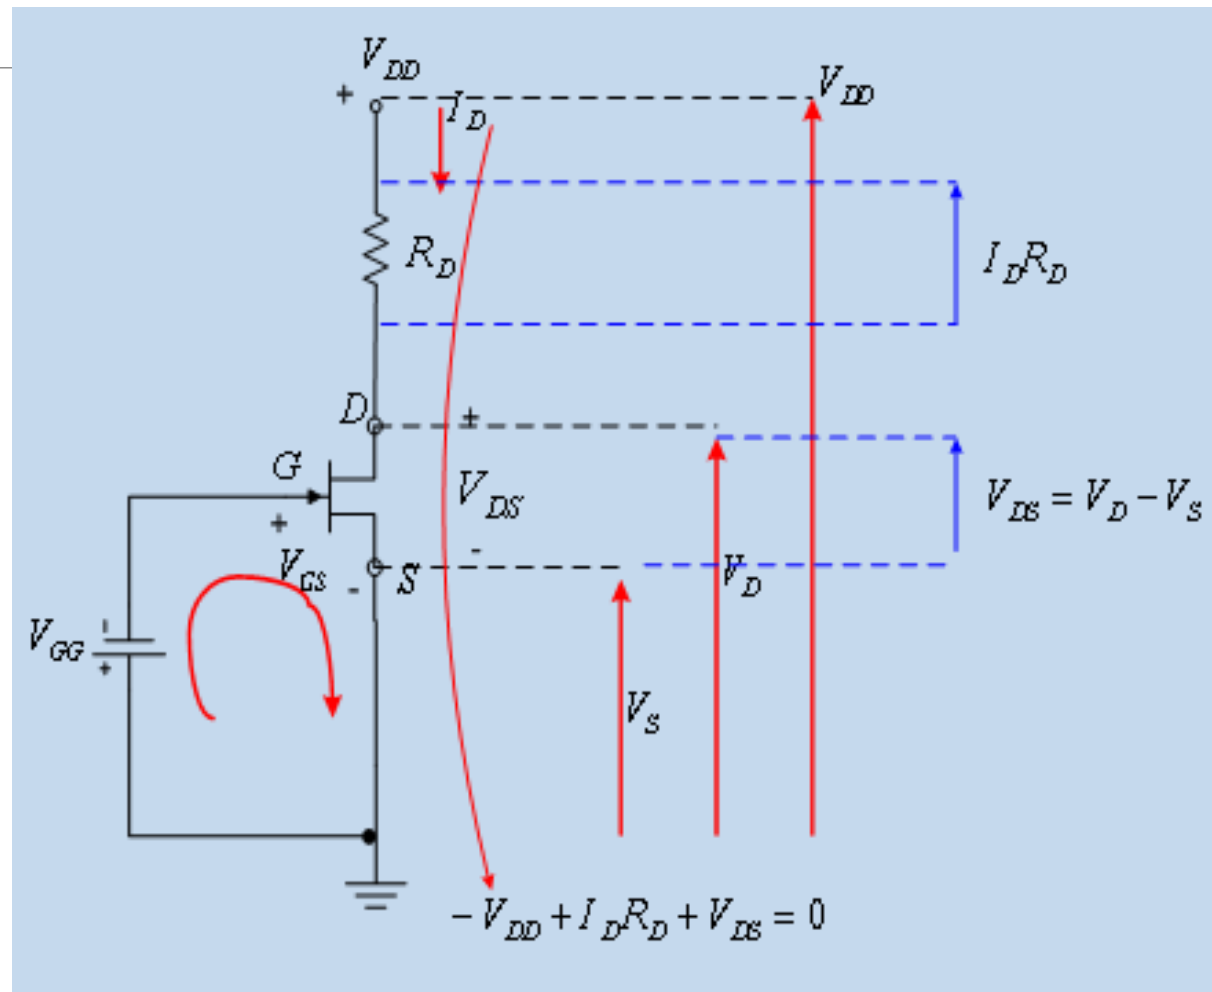 V_DD
+
V_DD
I_D
R_D
I_D R_D
D
+
G
V_DS
V_DS = V_D − V_S
+
-
V_GS
-
S
V_D
-
V_GG
+
V_S
−V_DD + I_D R_D + V_DS = 0